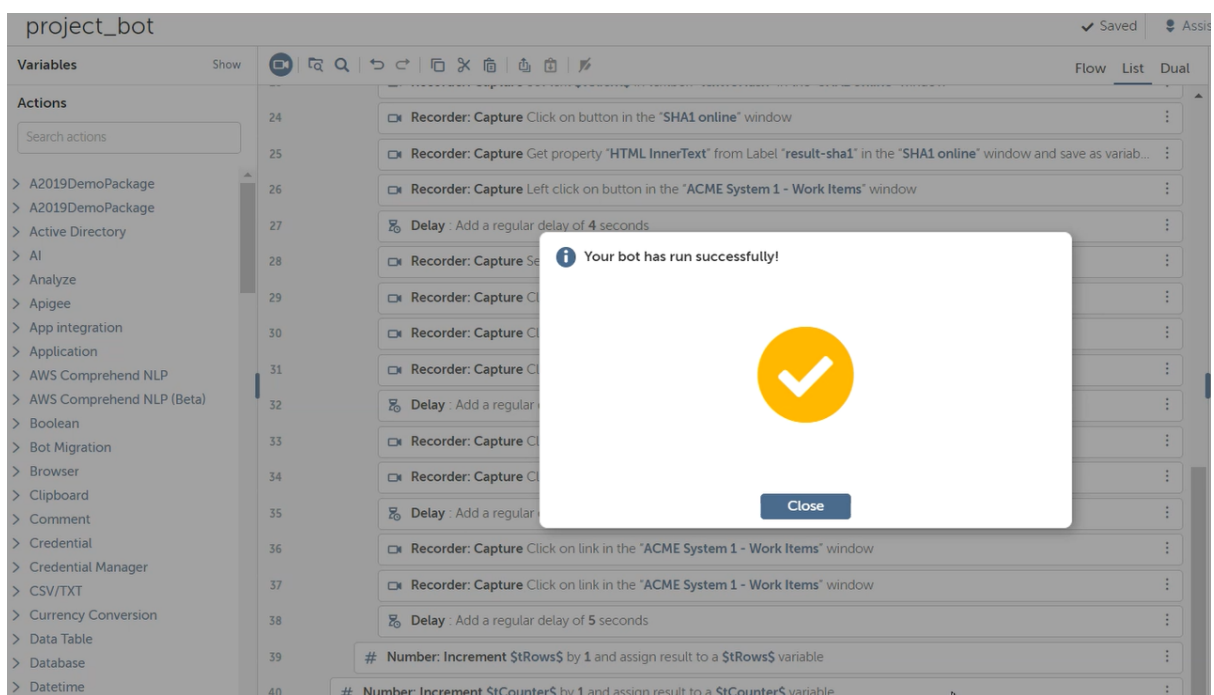 project_bot
Saved
Assis
Variables
Show
Flow List Dual
Actions
Search actions
A2019DemoPackage
A2019DemoPackage
Active Directory
AI
Analyze
Apigee
App integration
Application
AWS Comprehend NLP
AWS Comprehend NLP (Beta)
Boolean
Bot Migration
Browser
Clipboard
Comment
Credential
Credential Manager
CSV/TXT
Currency Conversion
Data Table
Database
Datetime
24 Recorder: Capture Click on button in the "SHA1 online" window
25 Recorder: Capture Get property "HTML InnerText" from Label "result-sha1" in the "SHA1 online" window and save as variab...
26 Recorder: Capture Left click on button in the "ACME System 1 - Work Items" window
27 Delay : Add a regular delay of 4 seconds
28 Recorder: Capture Se
29 Recorder: Capture Cl
30 Recorder: Capture Cl
31 Recorder: Capture Cl
32 Delay : Add a regular
33 Recorder: Capture Cl
34 Recorder: Capture Cl
35 Delay : Add a regular
36 Recorder: Capture Click on link in the "ACME System 1 - Work Items" window
37 Recorder: Capture Click on link in the "ACME System 1 - Work Items" window
38 Delay : Add a regular delay of 5 seconds
39 # Number: Increment $tRows$ by 1 and assign result to a $tRows$ variable
40 # Number: Increment $tCounter$ by 1 and assign result to a $tCounter$ variable
Your bot has run successfully!
Close